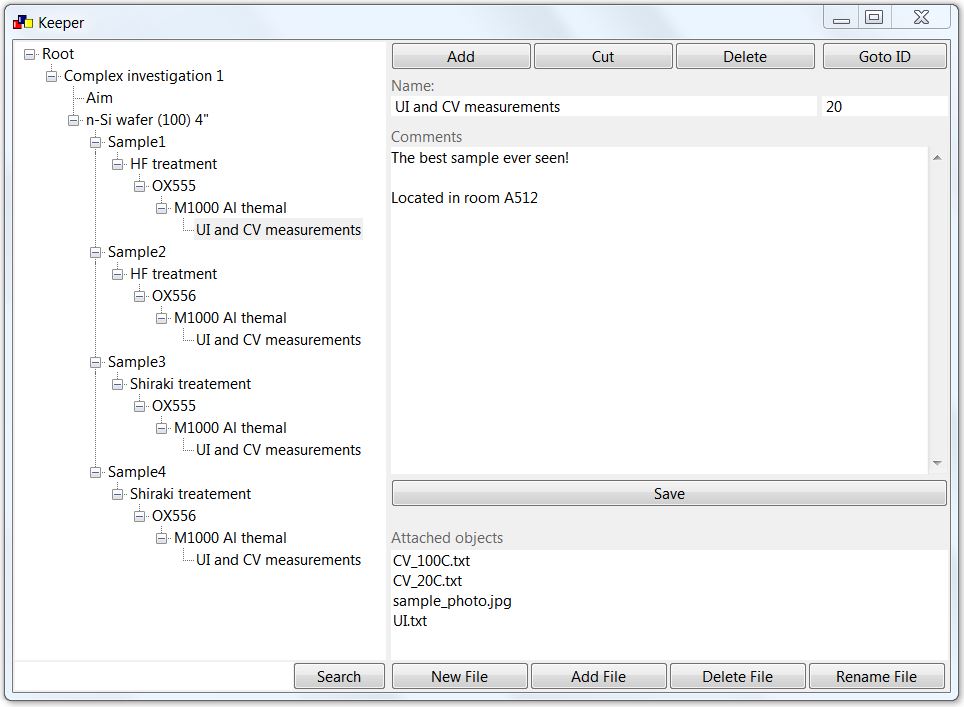 Keeper
Root
Complex investigation 1
Aim
n-Si wafer (100) 4"
Sample1
HF treatment
OX555
M1000 Al themal
UI and CV measurements
Sample2
HF treatment
OX556
M1000 Al themal
UI and CV measurements
Sample3
Shiraki treatement
OX555
M1000 Al themal
UI and CV measurements
Sample4
Shiraki treatement
OX556
M1000 Al themal
UI and CV measurements
Search
Add Cut Delete Goto ID
Name:
UI and CV measurements 20
Comments
The best sample ever seen!
Located in room A512
Save
Attached objects
CV_100C.txt
CV_20C.txt
sample_photo.jpg
UI.txt
New File Add File Delete File Rename File